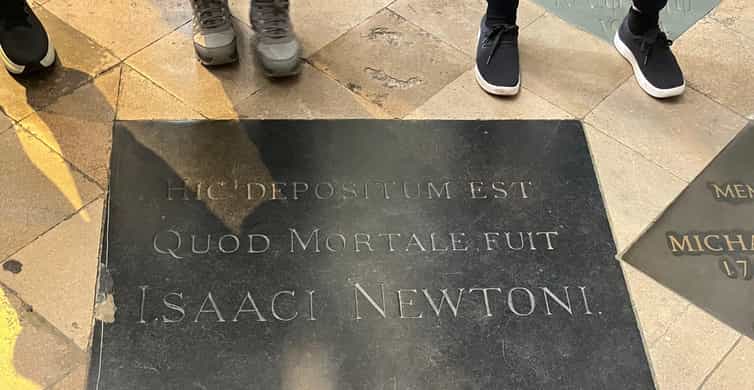 HIC DEPOSITUM EST
QUOD MORTALE FUIT
ISAACI NEWTONI.